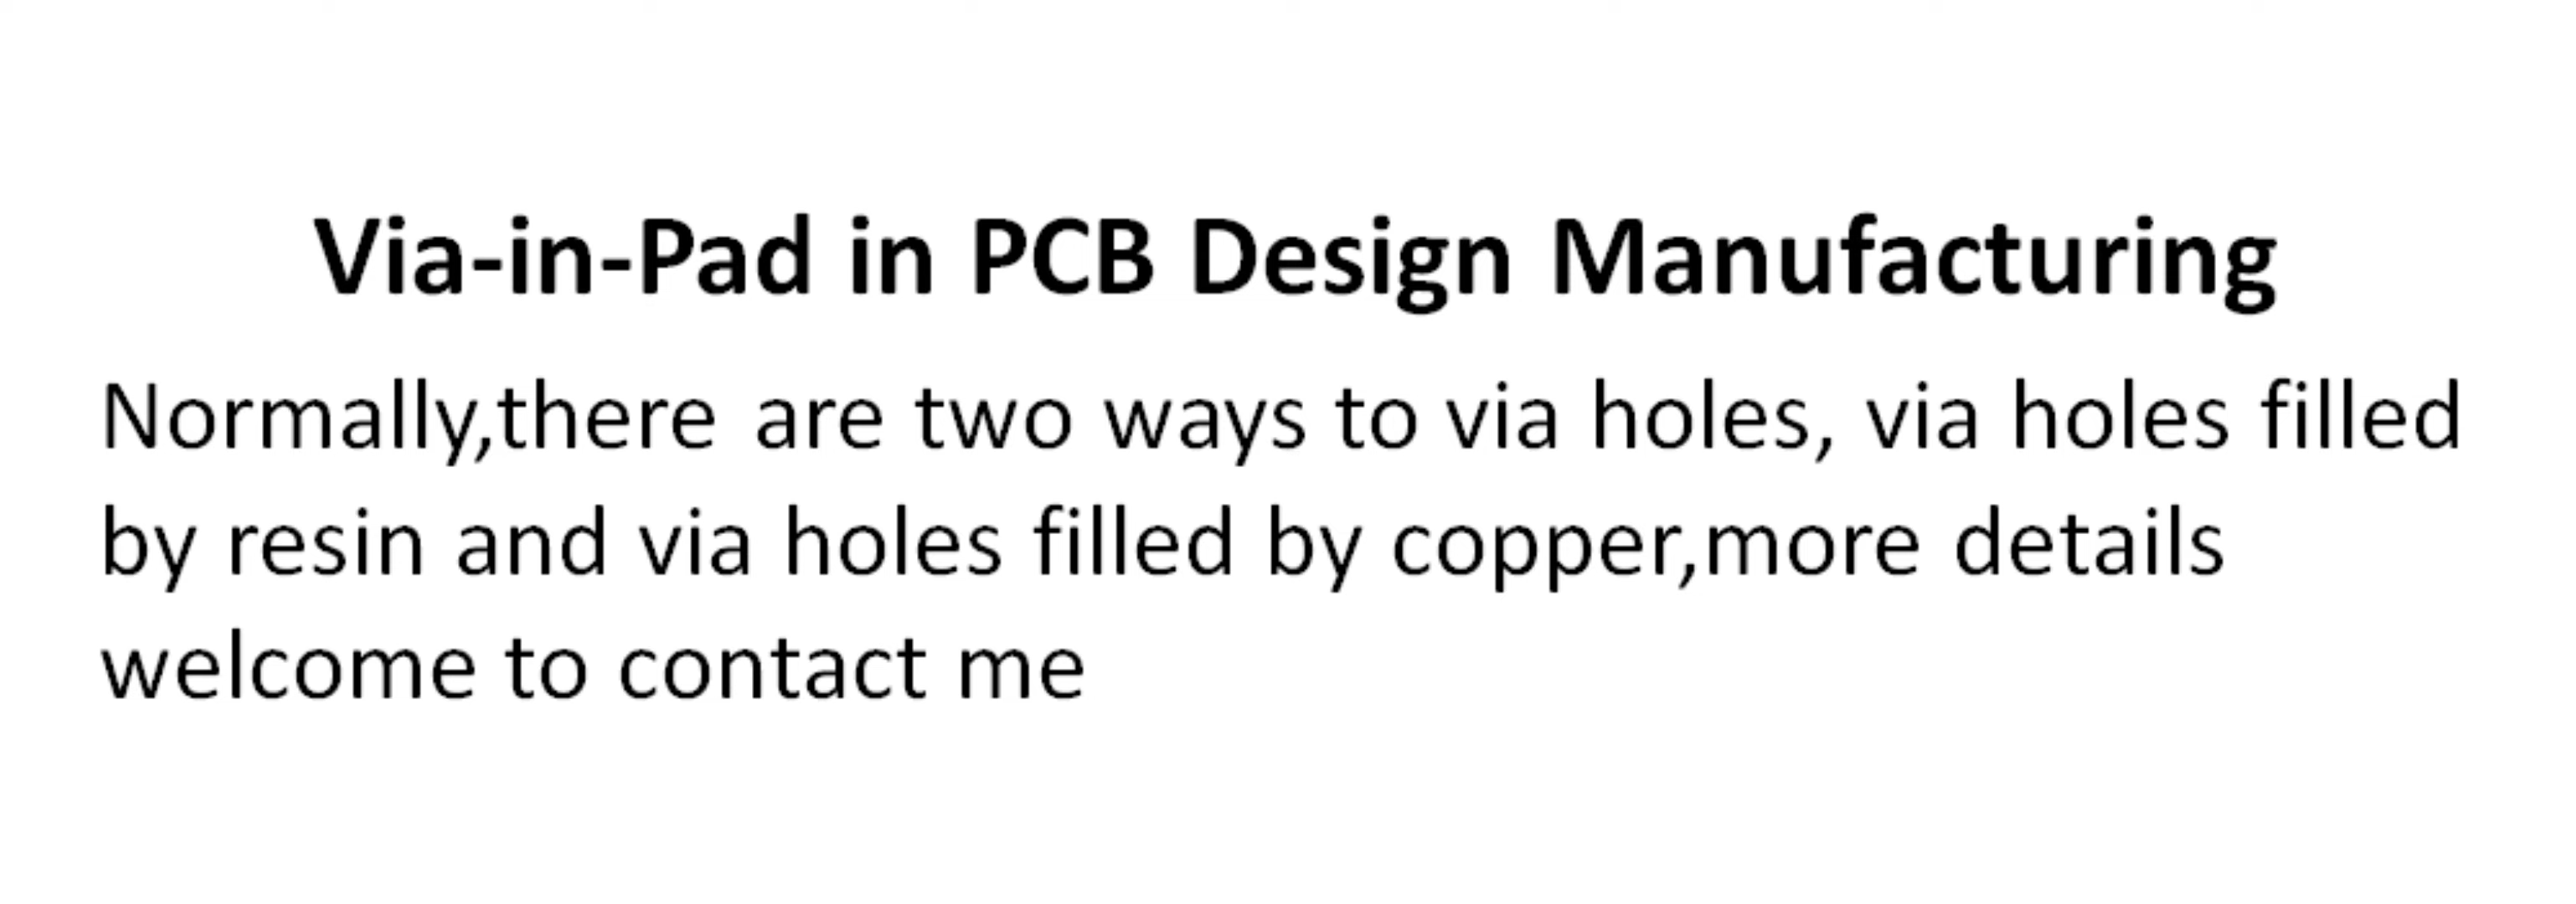 Via-in-Pad in PCB Design Manufacturing
Normally,there are two ways to via holes, via holes filled
by resin and via holes filled by copper,more details
welcome to contact me